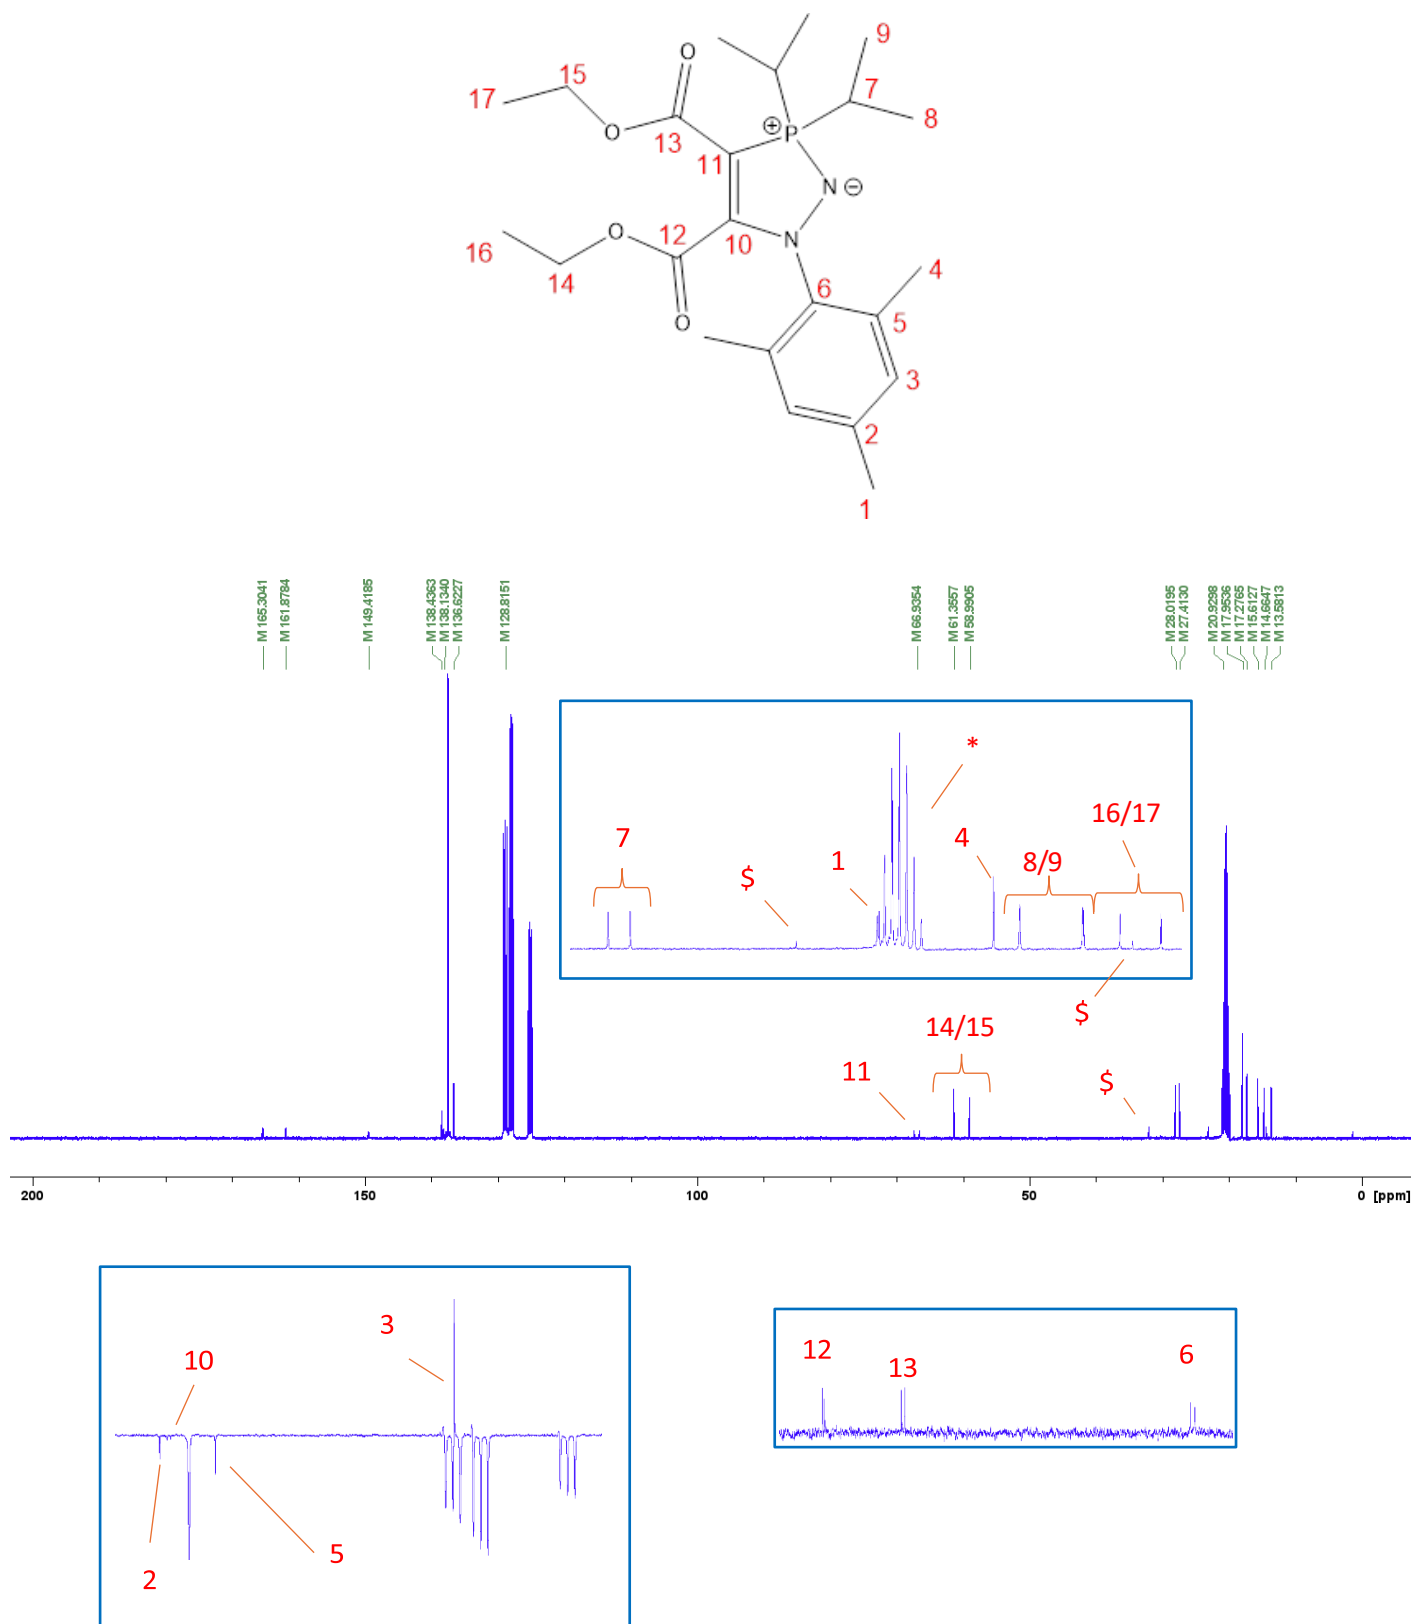 9
O
15
7
17
8
⊕
P
O
13
11
N ⊖
O
12
10
N
16
14
4
6
5
O
3
2
1
M 165.3041
M 161.8784
M 149.4185
M 138.4363
M 138.1340
M 136.6227
M 128.8151
M 66.9354
M 61.3557
M 58.9905
M 28.0195
M 27.4130
M 20.9298
M 17.9536
M 17.2765
M 15.6127
M 14.6647
M 13.5813
*
16/17
7
4
1
8/9
$
$
14/15
11
$
200 150 100 50 0 [ppm]
3
12
6
10
13
5
2